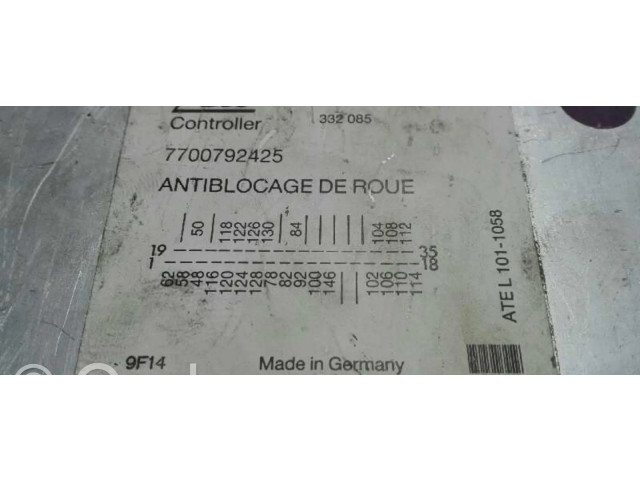 Controller 332 085
7700792425
ANTIBLOCAGE DE ROUE
50 118 122 126 130 84 104 108 112
19 35
1 18
62 58 48 116 120 124 128 78 82 92 100 146 102 106 110 114
ATE L 101-1058
9F14 Made in Germany